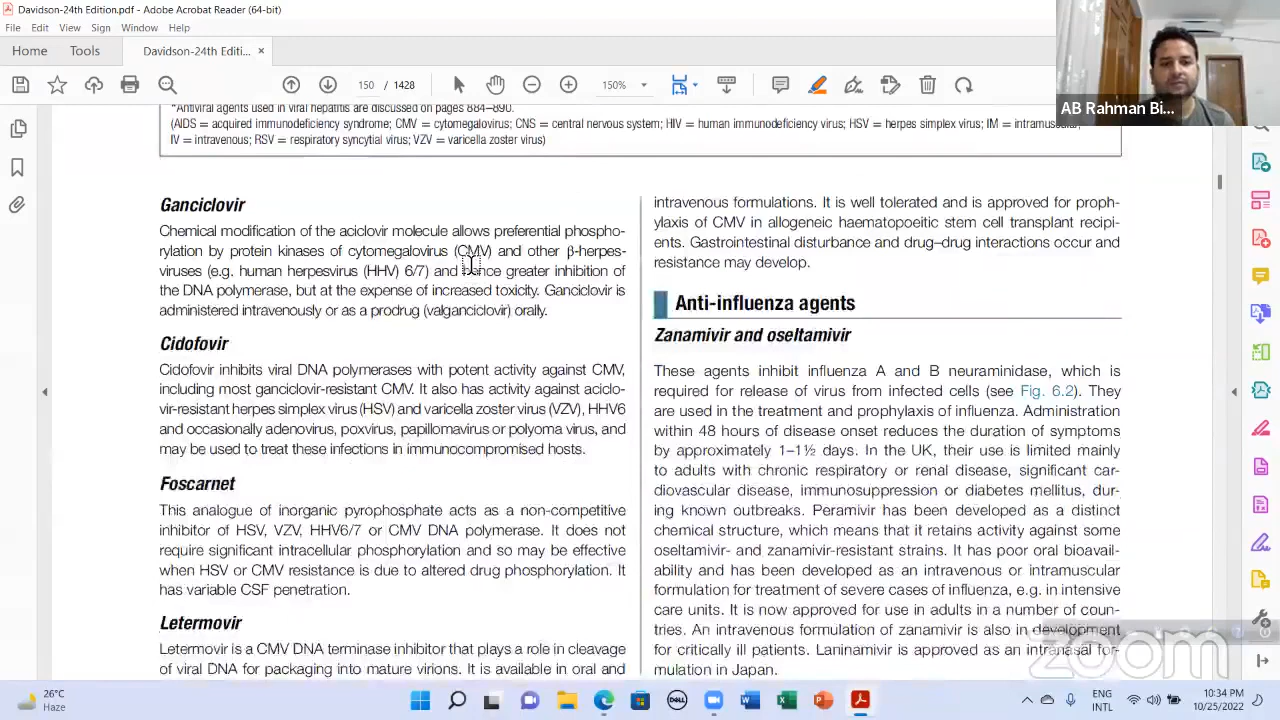 Davidson-24th Edition.pdf - Adobe Acrobat Reader (64-bit)
File Edit View Sign Window Help
Home Tools Davidson-24th Editi... ×
150 / 1428 150%
AB Rahman Bi...
*Antiviral agents used in viral hepatitis are discussed on pages 884–890.
(AIDS = acquired immunodeficiency syndrome; CMV = cytomegalovirus; CNS = central nervous system; HIV = human immunodeficiency virus; HSV = herpes simplex virus; IM = intramuscular;
IV = intravenous; RSV = respiratory syncytial virus; VZV = varicella zoster virus)
Ganciclovir
Chemical modification of the aciclovir molecule allows preferential phospho-
rylation by protein kinases of cytomegalovirus (CMV) and other β-herpes-
viruses (e.g. human herpesvirus (HHV) 6/7) and hence greater inhibition of
the DNA polymerase, but at the expense of increased toxicity. Ganciclovir is
administered intravenously or as a prodrug (valganciclovir) orally.
Cidofovir
Cidofovir inhibits viral DNA polymerases with potent activity against CMV,
including most ganciclovir-resistant CMV. It also has activity against aciclo-
vir-resistant herpes simplex virus (HSV) and varicella zoster virus (VZV), HHV6
and occasionally adenovirus, poxvirus, papillomavirus or polyoma virus, and
may be used to treat these infections in immunocompromised hosts.
Foscarnet
This analogue of inorganic pyrophosphate acts as a non-competitive
inhibitor of HSV, VZV, HHV6/7 or CMV DNA polymerase. It does not
require significant intracellular phosphorylation and so may be effective
when HSV or CMV resistance is due to altered drug phosphorylation. It
has variable CSF penetration.
Letermovir
Letermovir is a CMV DNA terminase inhibitor that plays a role in cleavage
of viral DNA for packaging into mature virions. It is available in oral and
intravenous formulations. It is well tolerated and is approved for proph-
ylaxis of CMV in allogeneic haematopoeitic stem cell transplant recipi-
ents. Gastrointestinal disturbance and drug–drug interactions occur and
resistance may develop.
Anti-influenza agents
Zanamivir and oseltamivir
These agents inhibit influenza A and B neuraminidase, which is
required for release of virus from infected cells (see Fig. 6.2). They
are used in the treatment and prophylaxis of influenza. Administration
within 48 hours of disease onset reduces the duration of symptoms
by approximately 1–1½ days. In the UK, their use is limited mainly
to adults with chronic respiratory or renal disease, significant car-
diovascular disease, immunosuppression or diabetes mellitus, dur-
ing known outbreaks. Peramivir has been developed as a distinct
chemical structure, which means that it retains activity against some
oseltamivir- and zanamivir-resistant strains. It has poor oral bioavail-
ability and has been developed as an intravenous or intramuscular
formulation for treatment of severe cases of influenza, e.g. in intensive
care units. It is now approved for use in adults in a number of coun-
tries. An intravenous formulation of zanamivir is also in development
for critically ill patients. Laninamivir is approved as an intranasal for-
mulation in Japan.
zoom
26°C
Haze
DELL
ENG
INTL
10:34 PM
10/25/2022